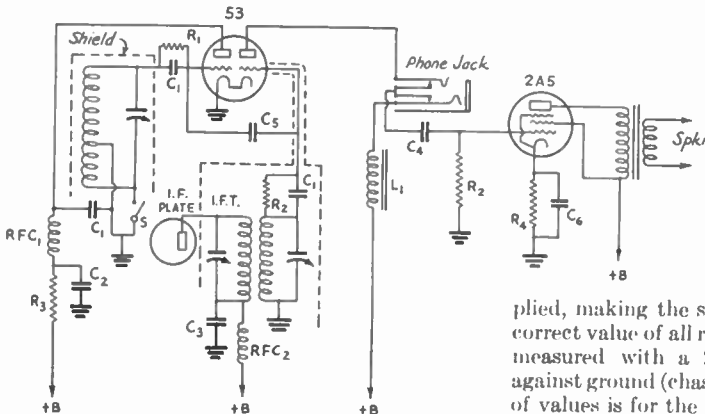 53
Shield
R1
C1
Phone Jack
2A5
C5
C4
Spkr
C1
I.F.
PLATE
I.F.T.
R2
C1
S
R2
L1
R4
C6
RFC1
C2
R3
C3
RFC2
+B
+B
+B
+B
plied, making the s
correct value of all r
measured with a
against ground (chas
of values is for the